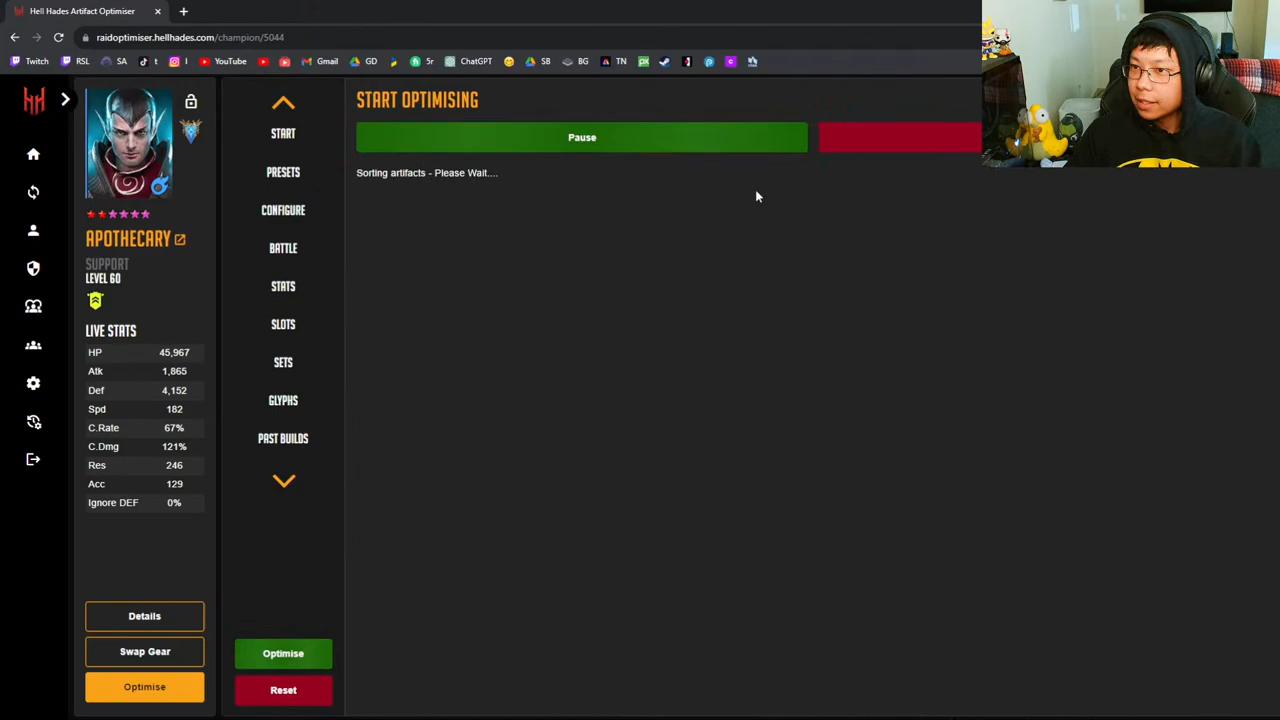 Hell Hades Artifact Optimiser
raidoptimiser.hellhades.com/champion/5044
Twitch
RSL
SA
t
I
YouTube
5r
Gmail
GD
ChatGPT
SB
BG
TN
START
PRESETS
CONFIGURE
BATTLE
STATS
SLOTS
SETS
GLYPHS
PAST BUILDS
Optimise
Reset
APOTHECARY
SUPPORT
LEVEL 60
LIVE STATS
HP 45,967
Atk 1,865
Def 4,152
Spd 182
C.Rate 67%
C.Dmg 121%
Res 246
Acc 129
Ignore DEF 0%
Details
Swap Gear
Optimise
START OPTIMISING
Pause
Sorting artifacts - Please Wait....